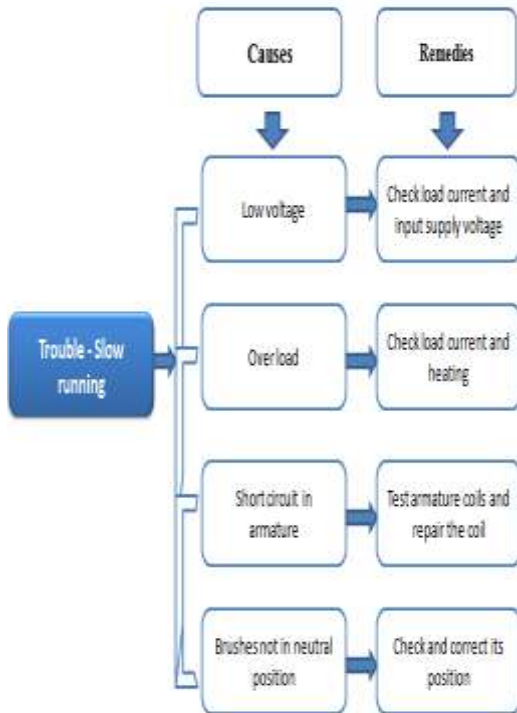 Causes
Remedies
Low voltage
Check load current and
input supply voltage
Trouble - Slow
running
Over load
Check load current and
heating
Short circuit in
armature
Test armature coils and
repair the coil
Brushes not in neutral
position
Check and correct its
position